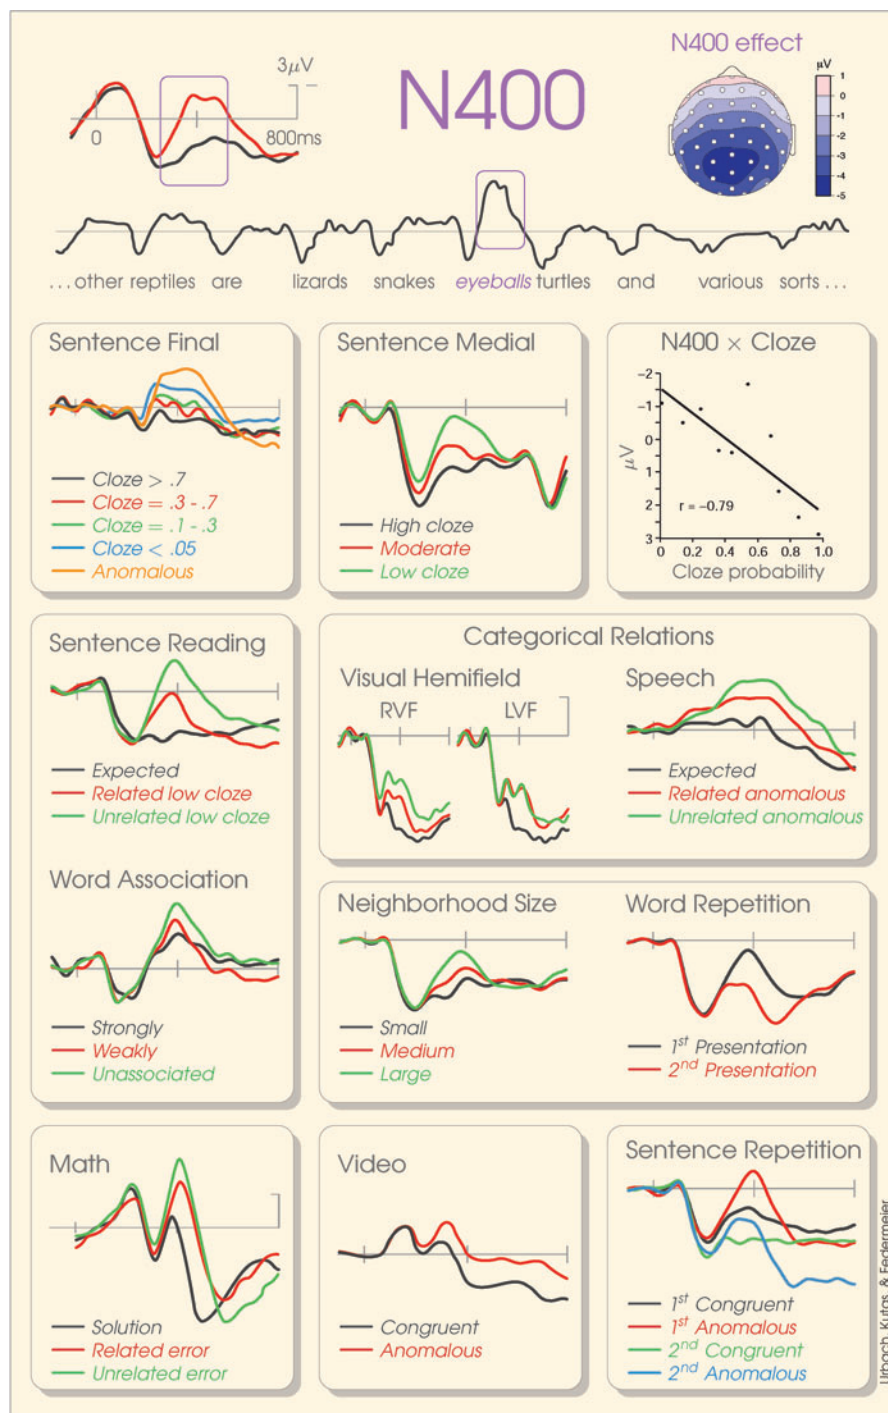 N400
3μV
0
800ms
N400 effect
μV
1
0
-1
-2
-3
-4
-5
... other reptiles are lizards snakes eyeballs turtles and various sorts ...
Sentence Final
Cloze > .7
Cloze = .3 - .7
Cloze = .1 - .3
Cloze < .05
Anomalous
Sentence Medial
High cloze
Moderate
Low cloze
N400 × Cloze
−2
−1
0
1
2
3
μV
r = −0.79
0 0.2 0.4 0.6 0.8 1.0
Cloze probability
Sentence Reading
Expected
Related low cloze
Unrelated low cloze
Word Association
Strongly
Weakly
Unassociated
Categorical Relations
Visual Hemifield
RVF
LVF
Speech
Expected
Related anomalous
Unrelated anomalous
Neighborhood Size
Small
Medium
Large
Word Repetition
1st Presentation
2nd Presentation
Math
Solution
Related error
Unrelated error
Video
Congruent
Anomalous
Sentence Repetition
1st Congruent
1st Anomalous
2nd Congruent
2nd Anomalous
Urbach, Kutas, & Federmeier